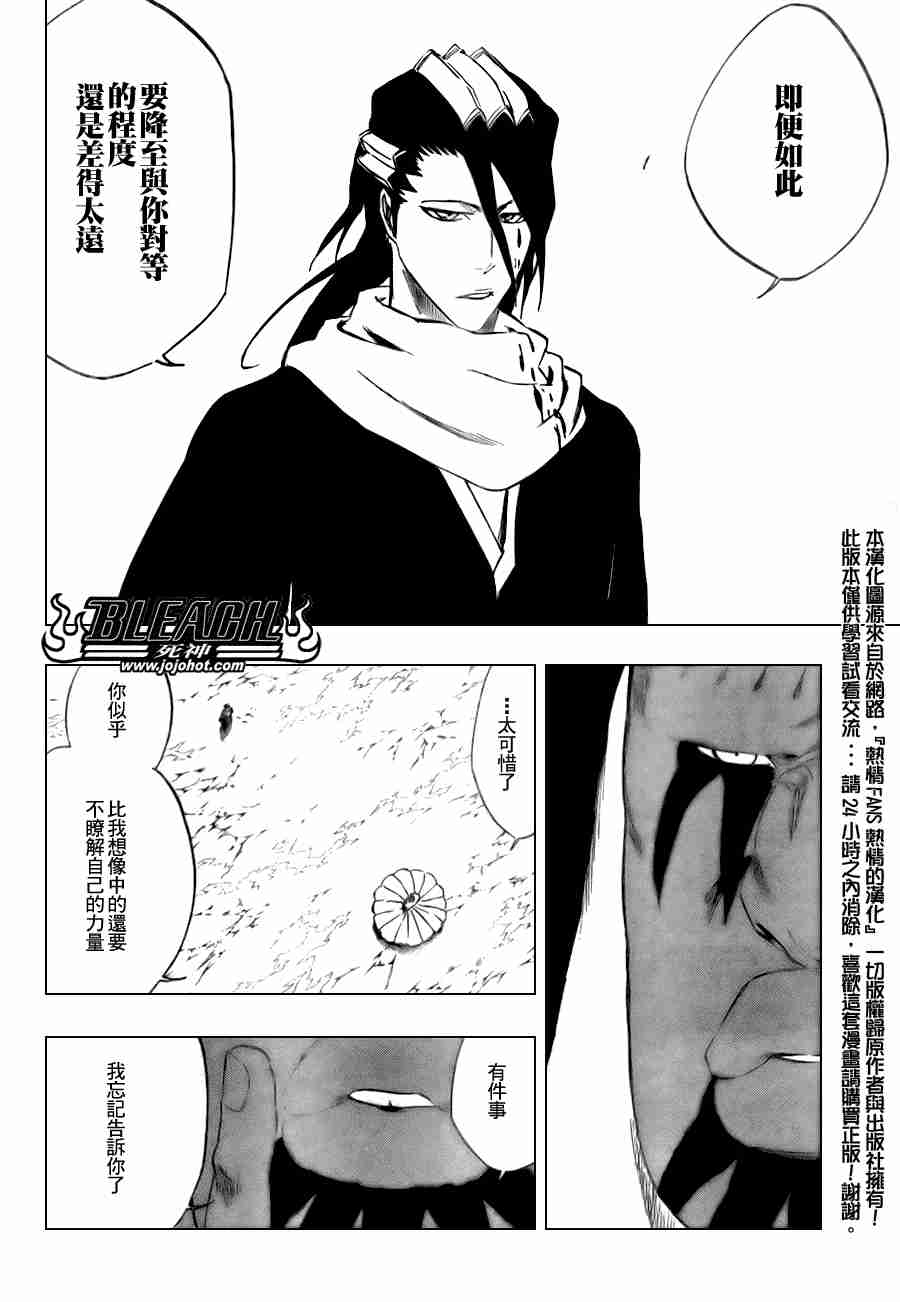 即便如此
要降至與你對等
的程度
還是差得太遠
BLEACH
死神
www.jojohot.com
…太可惜了
你似乎
比我想像中的還要
不瞭解自己的力量
有件事
我忘記告訴你了
本漢化圖源來自於網路．『熱情FANS熱情的漢化』一切版權歸原作者與出版社擁有！
此版本僅供學習試看交流…請24小時之內消除．喜歡這套漫畫請購買正版！謝謝。